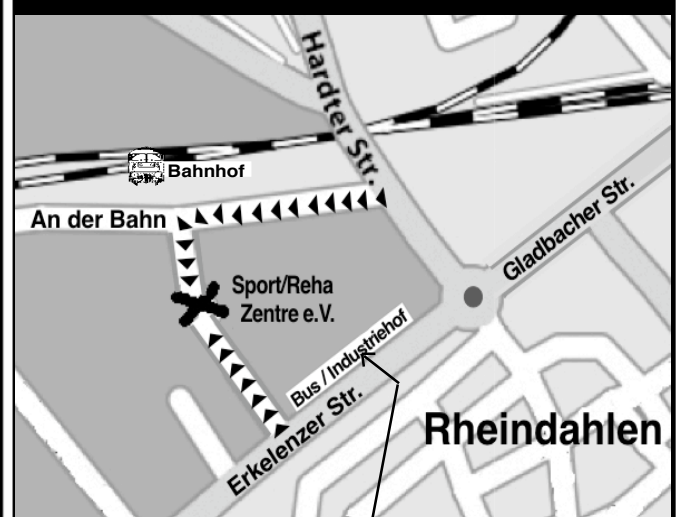 Hardter Str.
Bahnhof
An der Bahn
Gladbacher Str.
Sport/Reha
Zentre e.V.
Bus / Industriehof
Erkelenzer Str.
Rheindahlen